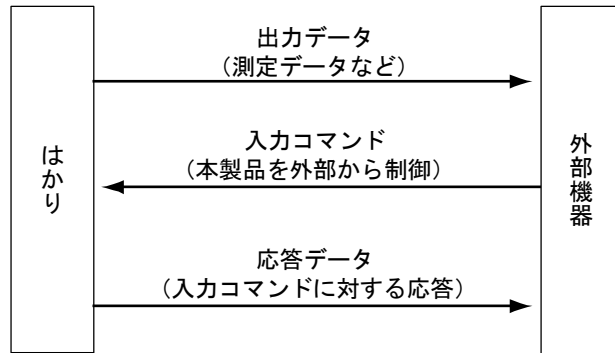 出力データ
（測定データなど）
入力コマンド
（本製品を外部から制御）
応答データ
（入力コマンドに対する応答）
はかり
外部機器